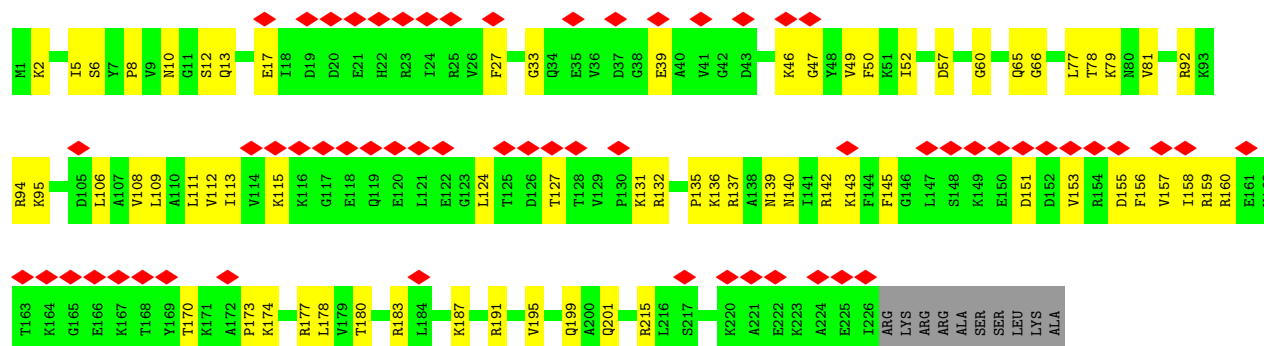 M1 K2 I5 S6 Y7 P8 V9 N10 G11 S12 Q13 E17 I18 D19 D20 E21 H22 R23 I24 R25 V26 F27 G33 Q34 E35 V36 D37 G38 E39 A40 V41 G42 D43 K46 G47 Y48 V49 F50 K51 I52 D57 G60 Q65 G66 L77 T78 K79 N80 V81 R92 K93
R94 K95 D105 L106 A107 V108 L109 A110 L111 V112 I113 V114 K115 K116 G117 E118 Q119 E120 L121 E122 G123 L124 T125 D126 T127 T128 V129 P130 K131 R132 P135 K136 R137 A138 N139 N140 I141 R142 K143 F144 F145 G146 L147 S148 K149 E150 D151 D152 V153 R154 D155 F156 V157 I158 R159 R160 E161
T163 K164 G165 E166 K167 T168 Y169 T170 K171 A172 P173 K174 R177 L178 V179 T180 R183 L184 K187 R191 V195 Q199 A200 Q201 R215 L216 S217 K220 A221 E222 K223 A224 E225 I226 ARG LYS ARG ARG ALA SER SER LEU LYS ALA